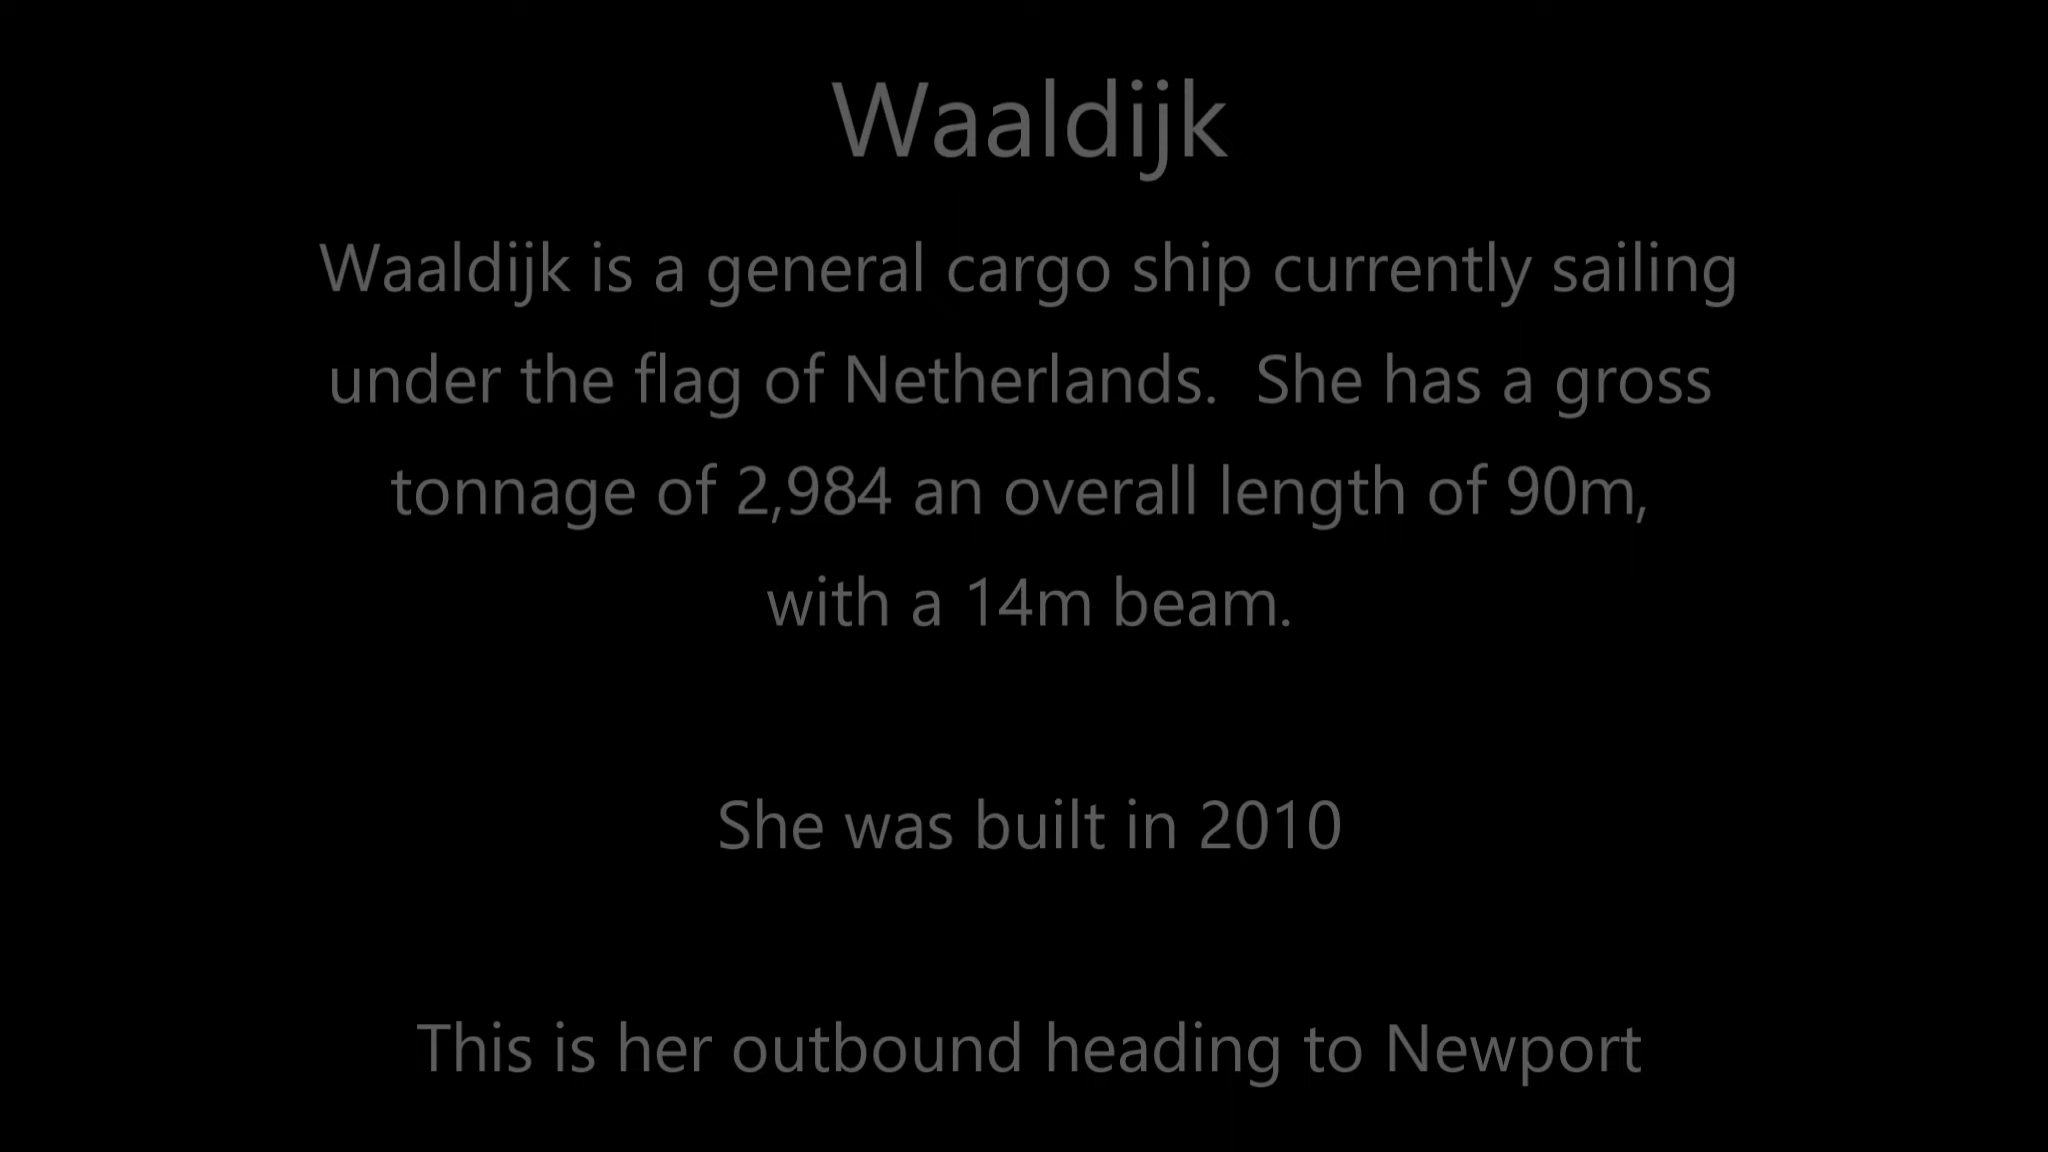 Waaldijk
Waaldijk is a general cargo ship currently sailing
under the flag of Netherlands.  She has a gross
tonnage of 2,984 an overall length of 90m,
with a 14m beam.
She was built in 2010
This is her outbound heading to Newport